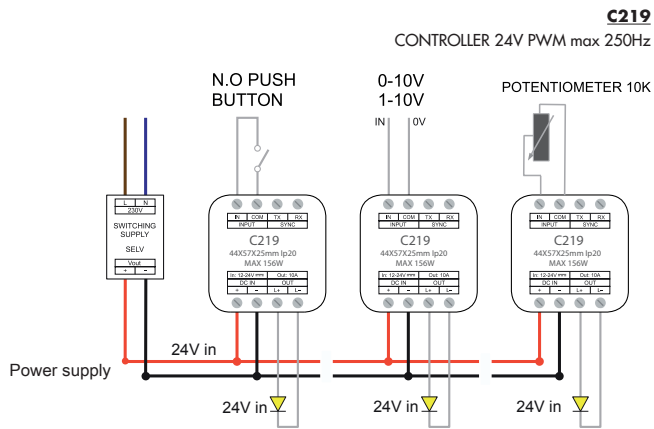 C219
CONTROLLER 24V PWM max 250Hz
N.O PUSH
BUTTON
0-10V
1-10V
IN 0V
POTENTIOMETER 10K
L N
230V
SWITCHING
SUPPLY
SELV
Vout
+ -
IN COM TX RX
INPUT SYNC
C219
44X57X25mm Ip20
MAX 156W
In: 12-24V Out: 10A
DC IN OUT
+ - L+ L-
IN COM TX RX
INPUT SYNC
C219
44X57X25mm Ip20
MAX 156W
In: 12-24V Out: 10A
DC IN OUT
+ - L+ L-
IN COM TX RX
INPUT SYNC
C219
44X57X25mm Ip20
MAX 156W
In: 12-24V Out: 10A
DC IN OUT
+ - L+ L-
24V in
Power supply
24V in
24V in
24V in